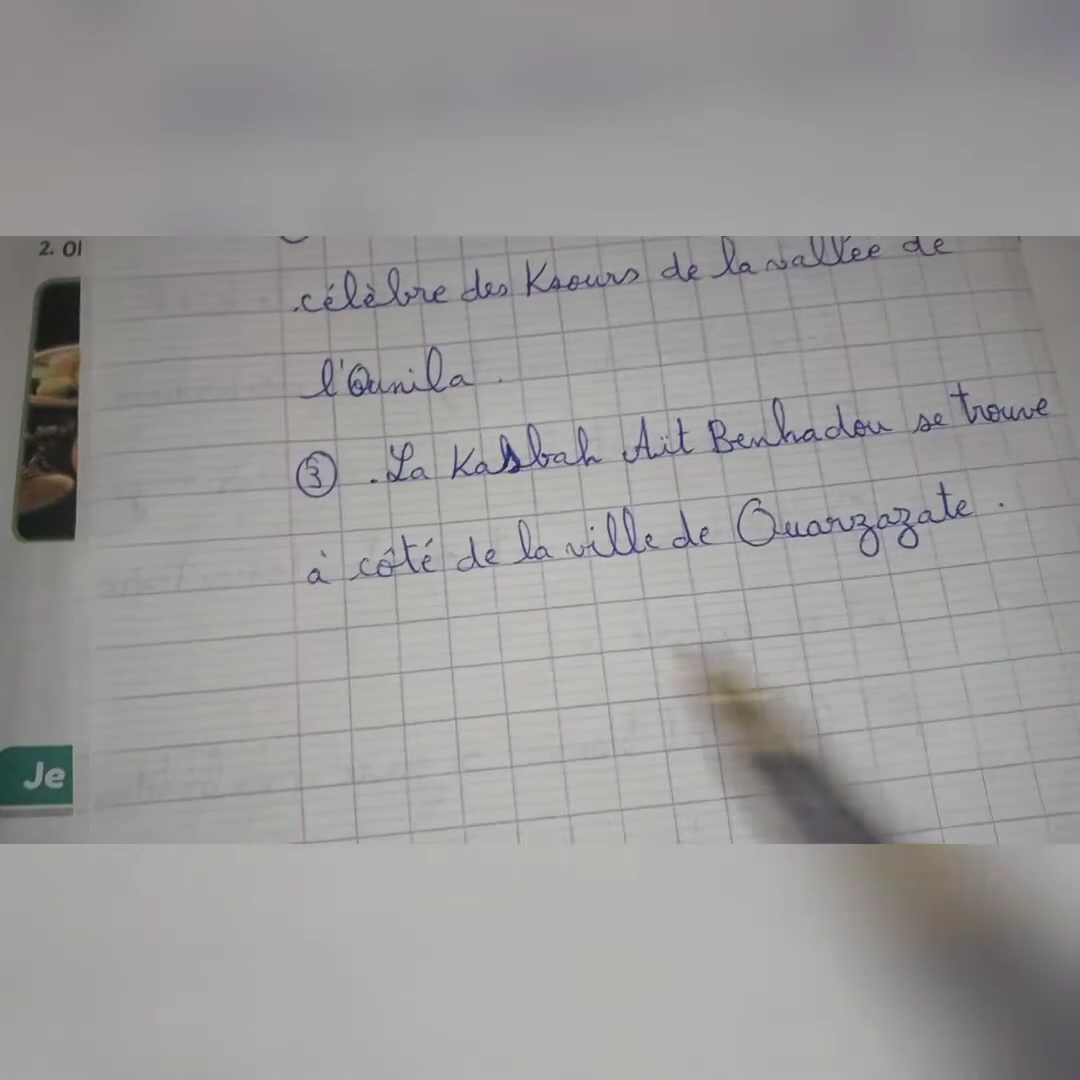 2. Ol
célèbre des Ksours de la vallée de
l'Ounila.
③. La Kasbah Ait Benhadou se trouve
à côté de la ville de Ouarzazate.
Je